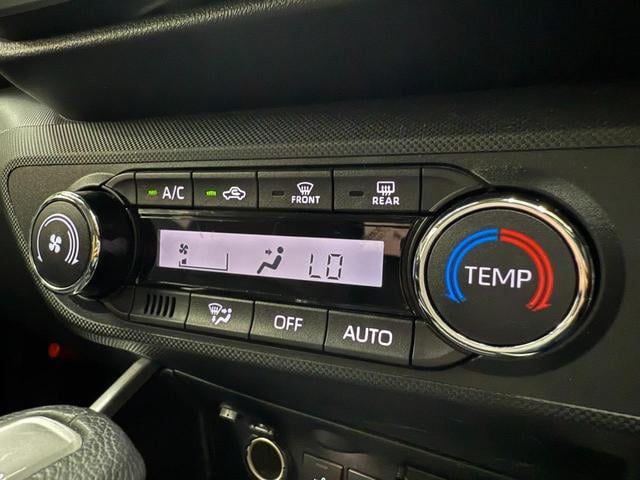 A/C
FRONT
REAR
LO
TEMP
OFF
AUTO